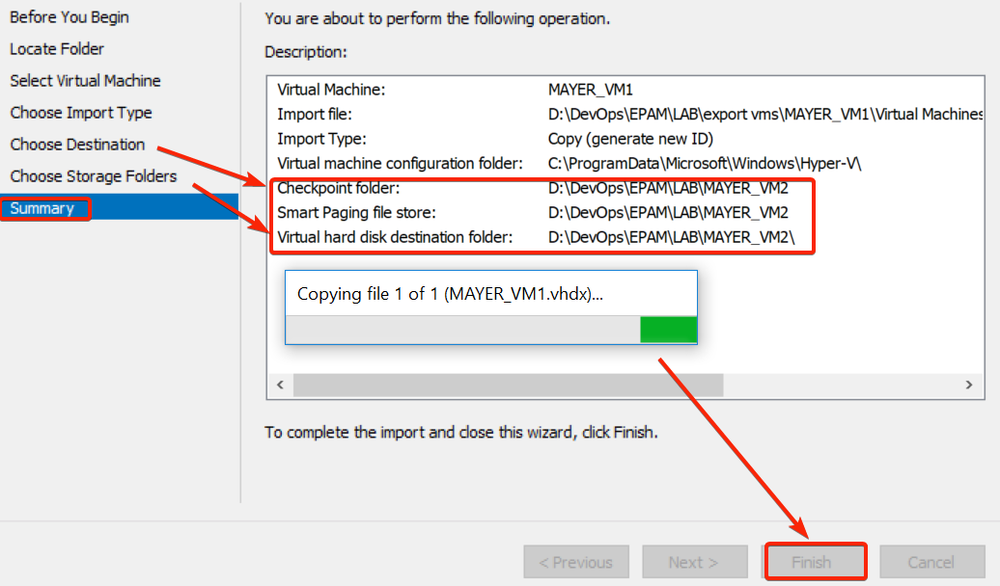 Before You Begin
Locate Folder
Select Virtual Machine
Choose Import Type
Choose Destination
Choose Storage Folders
Summary
You are about to perform the following operation.
Description:
Virtual Machine: MAYER_VM1
Import file: D:\DevOps\EPAM\LAB\export vms\MAYER_VM1\Virtual Machines
Import Type: Copy (generate new ID)
Virtual machine configuration folder: C:\ProgramData\Microsoft\Windows\Hyper-V\
Checkpoint folder: D:\DevOps\EPAM\LAB\MAYER_VM2
Smart Paging file store: D:\DevOps\EPAM\LAB\MAYER_VM2
Virtual hard disk destination folder: D:\DevOps\EPAM\LAB\MAYER_VM2\
Copying file 1 of 1 (MAYER_VM1.vhdx)...
To complete the import and close this wizard, click Finish.
< Previous Next > Finish Cancel